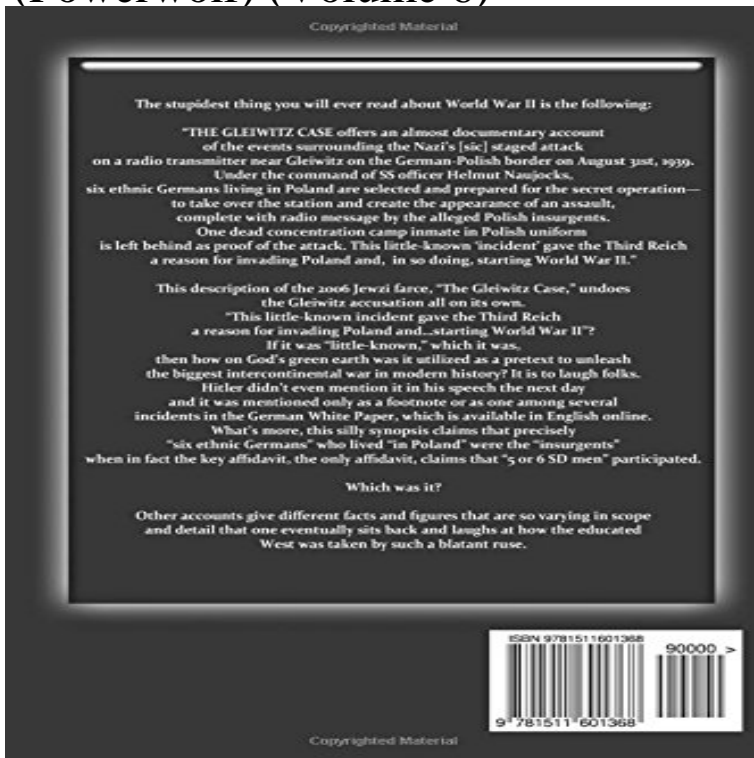 (Powerwolf) (Volume 6)
Copyrighted Material
The stupidest thing you will ever read about World War II is the following:
"THE GLEIWITZ CASE offers an almost documentary account
of the events surrounding the Nazi's [sic] staged attack
on a radio transmitter near Gleiwitz on the German-Polish border on August 31st, 1939.
Under the command of SS officer Helmut Naujocks,
six ethnic Germans living in Poland are selected and prepared for the secret operation—
to take over the station and create the appearance of an assault,
complete with radio message by the alleged Polish insurgents.
One dead concentration camp inmate in Polish uniform
is left behind as proof of the attack. This little-known 'incident' gave the Third Reich
a reason for invading Poland and, in so doing, starting World War II."
This description of the 2006 Jewzi farce, "The Gleiwitz Case," undoes
the Gleiwitz accusation all on its own.
"This little-known incident gave the Third Reich
a reason for invading Poland and...starting World War II"?
If it was "little-known," which it was,
then how on God's green earth was it utilized as a pretext to unleash
the biggest intercontinental war in modern history? It is to laugh folks.
Hitler didn't even mention it in his speech the next day
and it was mentioned only as a footnote or as one among several
incidents in the German White Paper, which is available in English online.
What's more, this silly synopsis claims that precisely
"six ethnic Germans" who lived "in Poland" were the "insurgents"
when in fact the key affidavit, the only affidavit, claims that "5 or 6 SD men" participated.
Which was it?
Other accounts give different facts and figures that are so varying in scope
and detail that one eventually sits back and laughs at how the educated
West was taken by such a blatant ruse.
ISBN 9781511601368
90000 >
9 781511 601368
Copyrighted Material